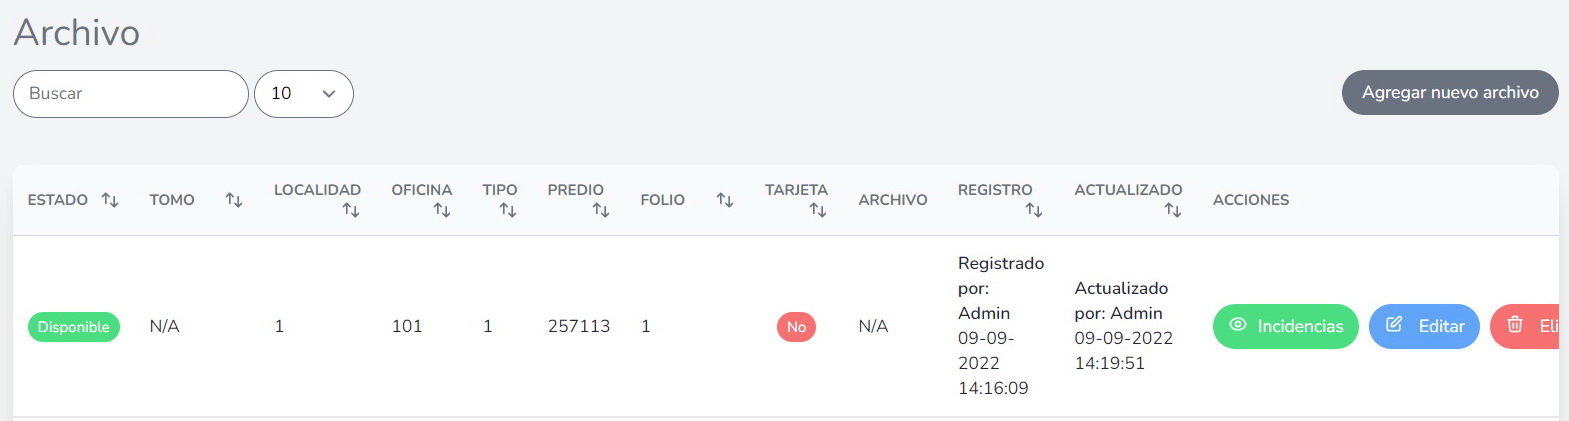 Archivo
Buscar
10
Agregar nuevo archivo
ESTADO TOMO LOCALIDAD OFICINA TIPO PREDIO FOLIO TARJETA ARCHIVO REGISTRO ACTUALIZADO ACCIONES
Disponible N/A 1 101 1 257113 1 No N/A
Registrado
por:
Admin
09-09-
2022
14:16:09
Actualizado
por: Admin
09-09-2022
14:19:51
Incidencias Editar Eli